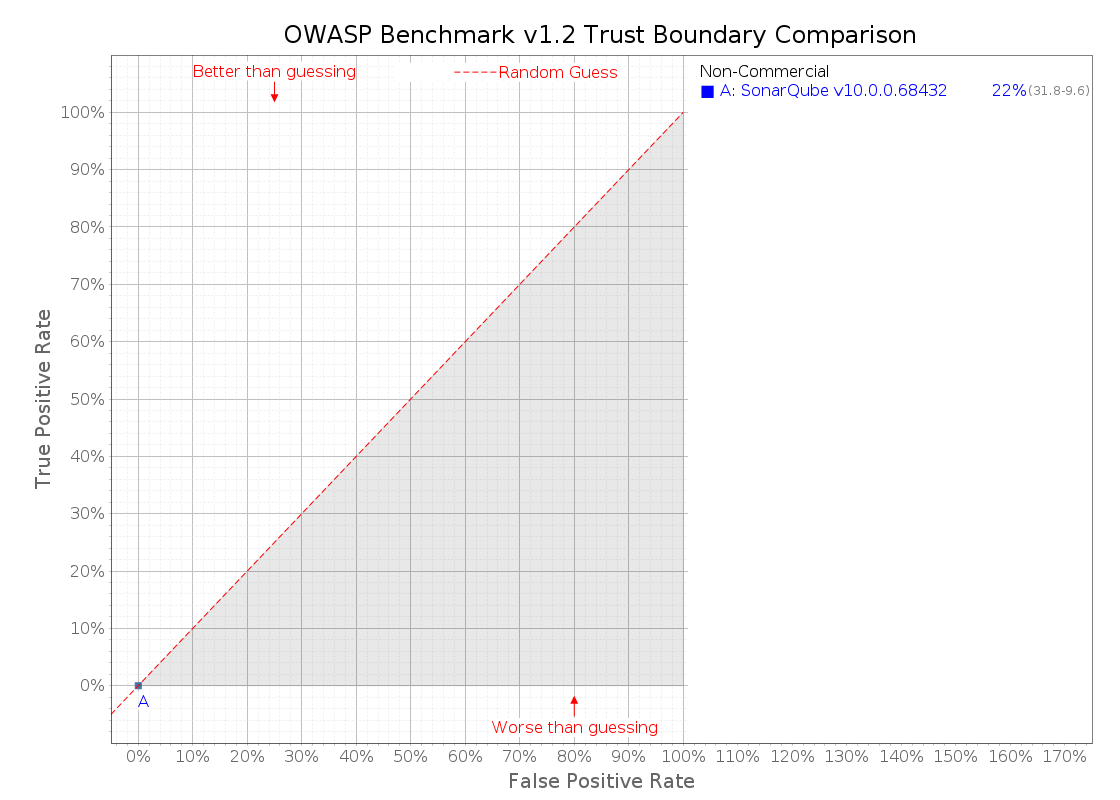 OWASP Benchmark v1.2 Trust Boundary Comparison
Better than guessing
Random Guess
Non-Commercial
A: SonarQube v10.0.0.68432 22%(31.8-9.6)
True Positive Rate
100%
90%
80%
70%
60%
50%
40%
30%
20%
10%
0%
A
Worse than guessing
0% 10% 20% 30% 40% 50% 60% 70% 80% 90% 100% 110% 120% 130% 140% 150% 160% 170%
False Positive Rate